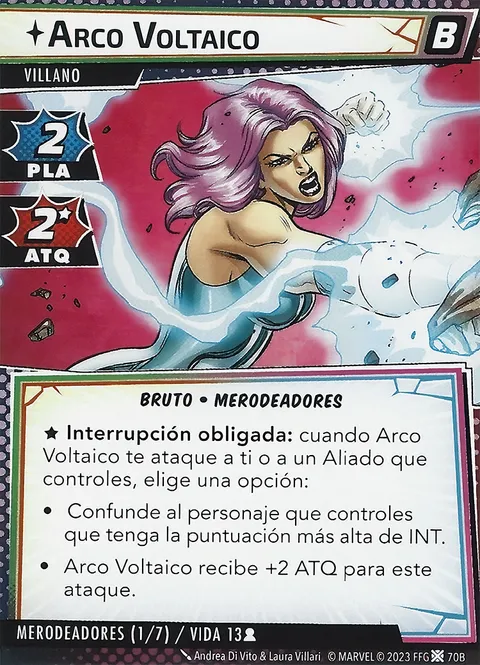 ARCO VOLTAICO
B
VILLANO
2
PLA
2★
ATQ
BRUTO • MERODEADORES
★ Interrupción obligada: cuando Arco
Voltaico te ataque a ti o a un Aliado que
controles, elige una opción:
• Confunde al personaje que controles
que tenga la puntuación más alta de INT.
• Arco Voltaico recibe +2 ATQ para este
ataque.
MERODEADORES (1/7) / VIDA 13
Andrea Di Vito & Laura Villari. © MARVEL © 2023 FFG 70B